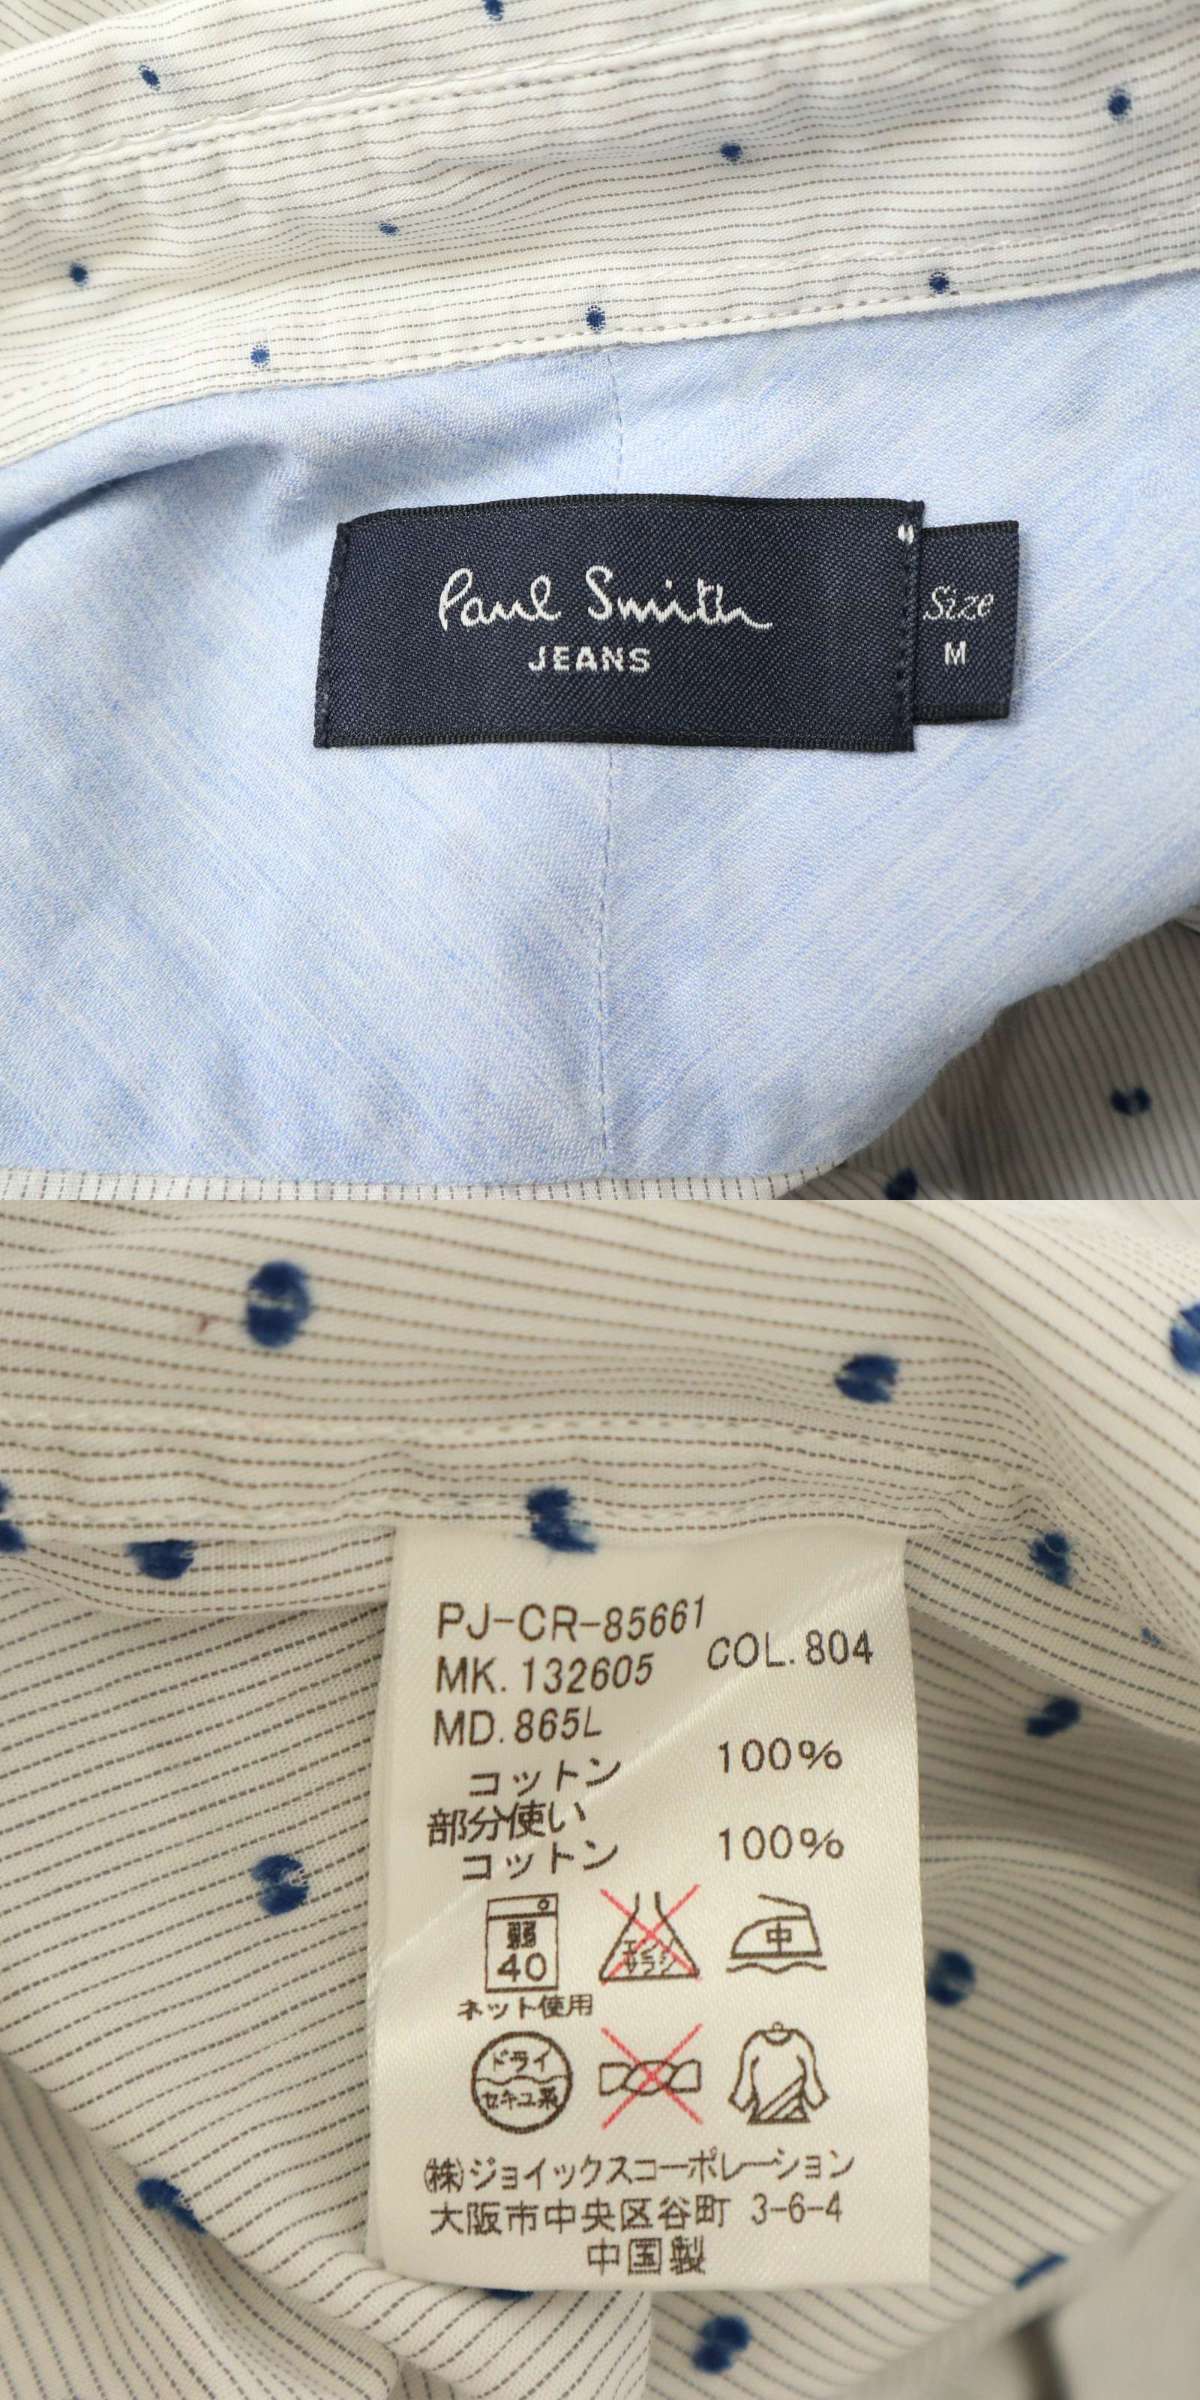 Paul Smith
JEANS
Size
M
PJ-CR-85661
MK. 132605 COL. 804
MD. 865L
コットン 100%
部分使い
コットン 100%
弱
40
エンソ
サラシ
中
ネット使用
ドライ
セキユ系
(株)ジョイックスコーポレーション
大阪市中央区谷町 3-6-4
中国製